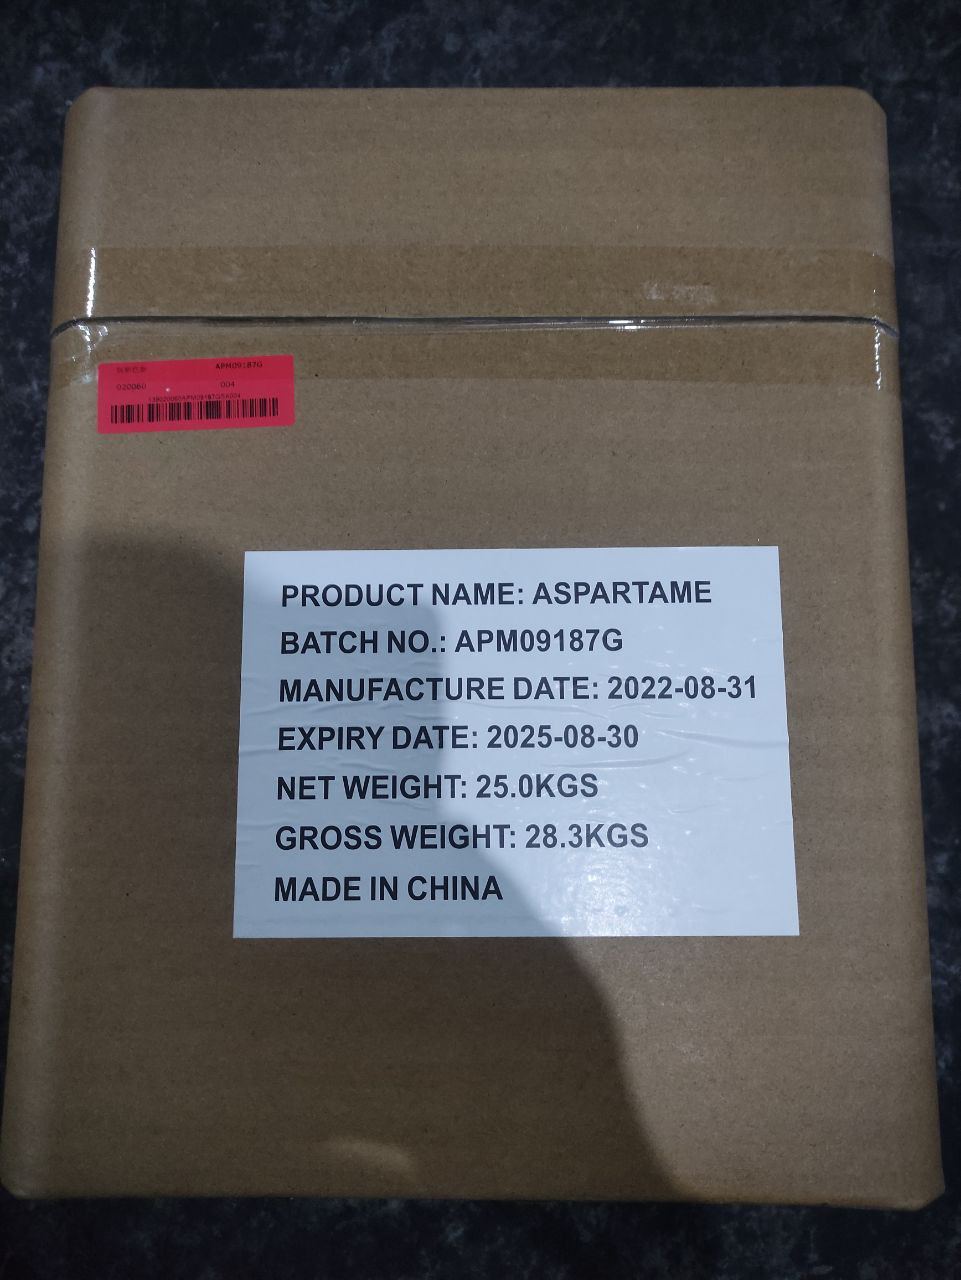 APM09187G
020060 004
PRODUCT NAME: ASPARTAME
BATCH NO.: APM09187G
MANUFACTURE DATE: 2022-08-31
EXPIRY DATE: 2025-08-30
NET WEIGHT: 25.0KGS
GROSS WEIGHT: 28.3KGS
MADE IN CHINA